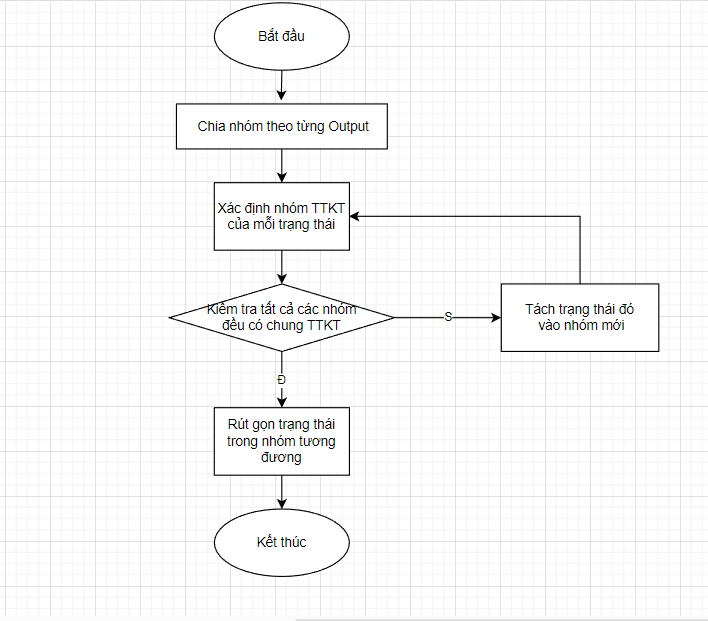 Bắt đầu
Chia nhóm theo từng Output
Xác định nhóm TTKT
của mỗi trạng thái
Kiểm tra tất cả các nhóm
đều có chung TTKT
S
Tách trạng thái đó
vào nhóm mới
Đ
Rút gọn trạng thái
trong nhóm tương
đương
Kết thúc